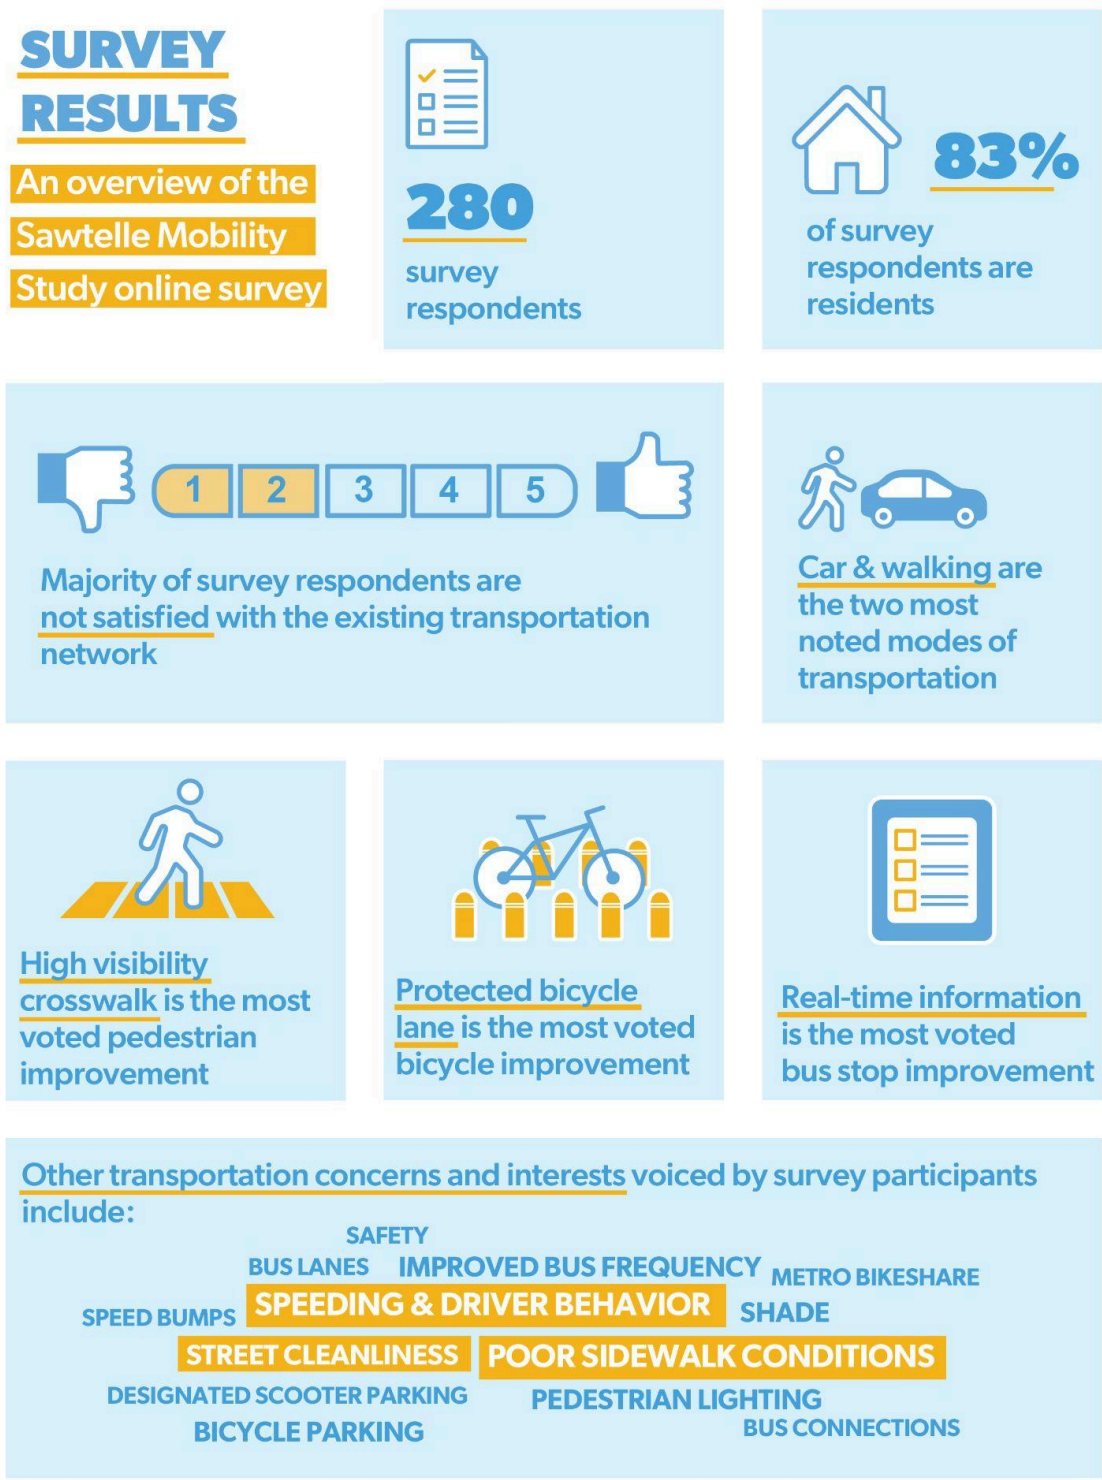 SURVEY
RESULTS
An overview of the
Sawtelle Mobility
Study online survey
280
survey
respondents
83%
of survey
respondents are
residents
1 2 3 4 5
Majority of survey respondents are
not satisfied with the existing transportation
network
Car & walking are
the two most
noted modes of
transportation
High visibility
crosswalk is the most
voted pedestrian
improvement
Protected bicycle
lane is the most voted
bicycle improvement
Real-time information
is the most voted
bus stop improvement
Other transportation concerns and interests voiced by survey participants
include:
SAFETY
BUS LANES IMPROVED BUS FREQUENCY METRO BIKESHARE
SPEED BUMPS SPEEDING & DRIVER BEHAVIOR SHADE
STREET CLEANLINESS POOR SIDEWALK CONDITIONS
DESIGNATED SCOOTER PARKING PEDESTRIAN LIGHTING
BICYCLE PARKING BUS CONNECTIONS